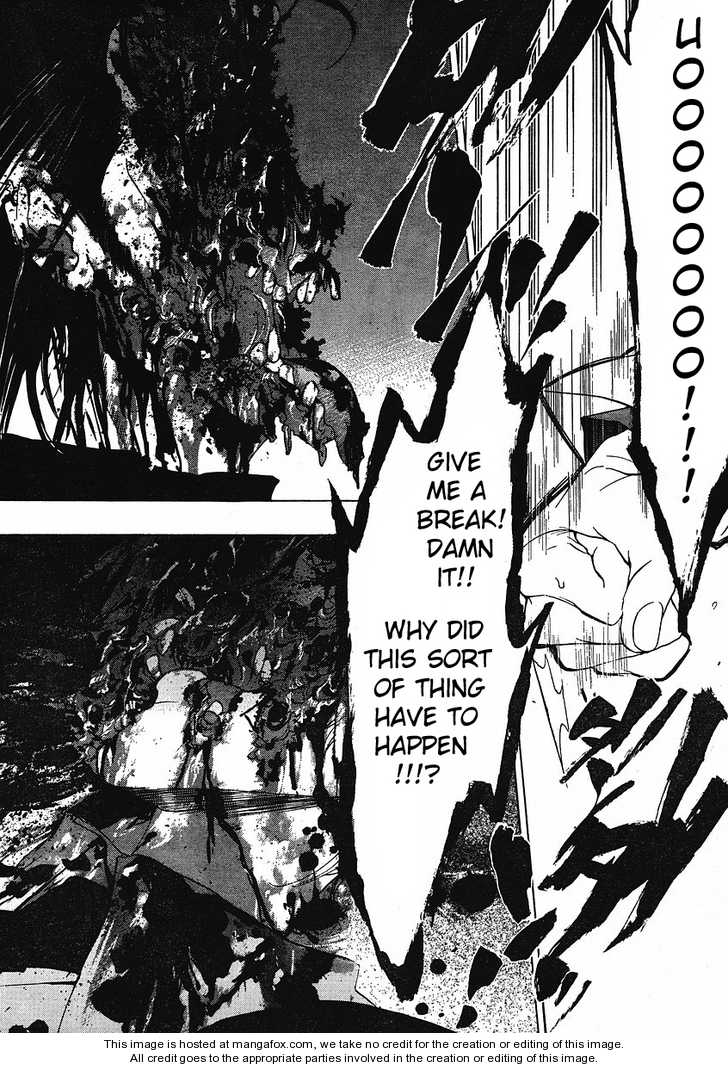 UOOOOOOOOO!!!
GIVE
ME A
BREAK!
DAMN
IT!!
WHY DID
THIS SORT
OF THING
HAVE TO
HAPPEN
!!!?
This image is hosted at mangafox.com, we take no credit for the creation or editing of this image.
All credit goes to the appropriate parties involved in the creation or editing of this image.